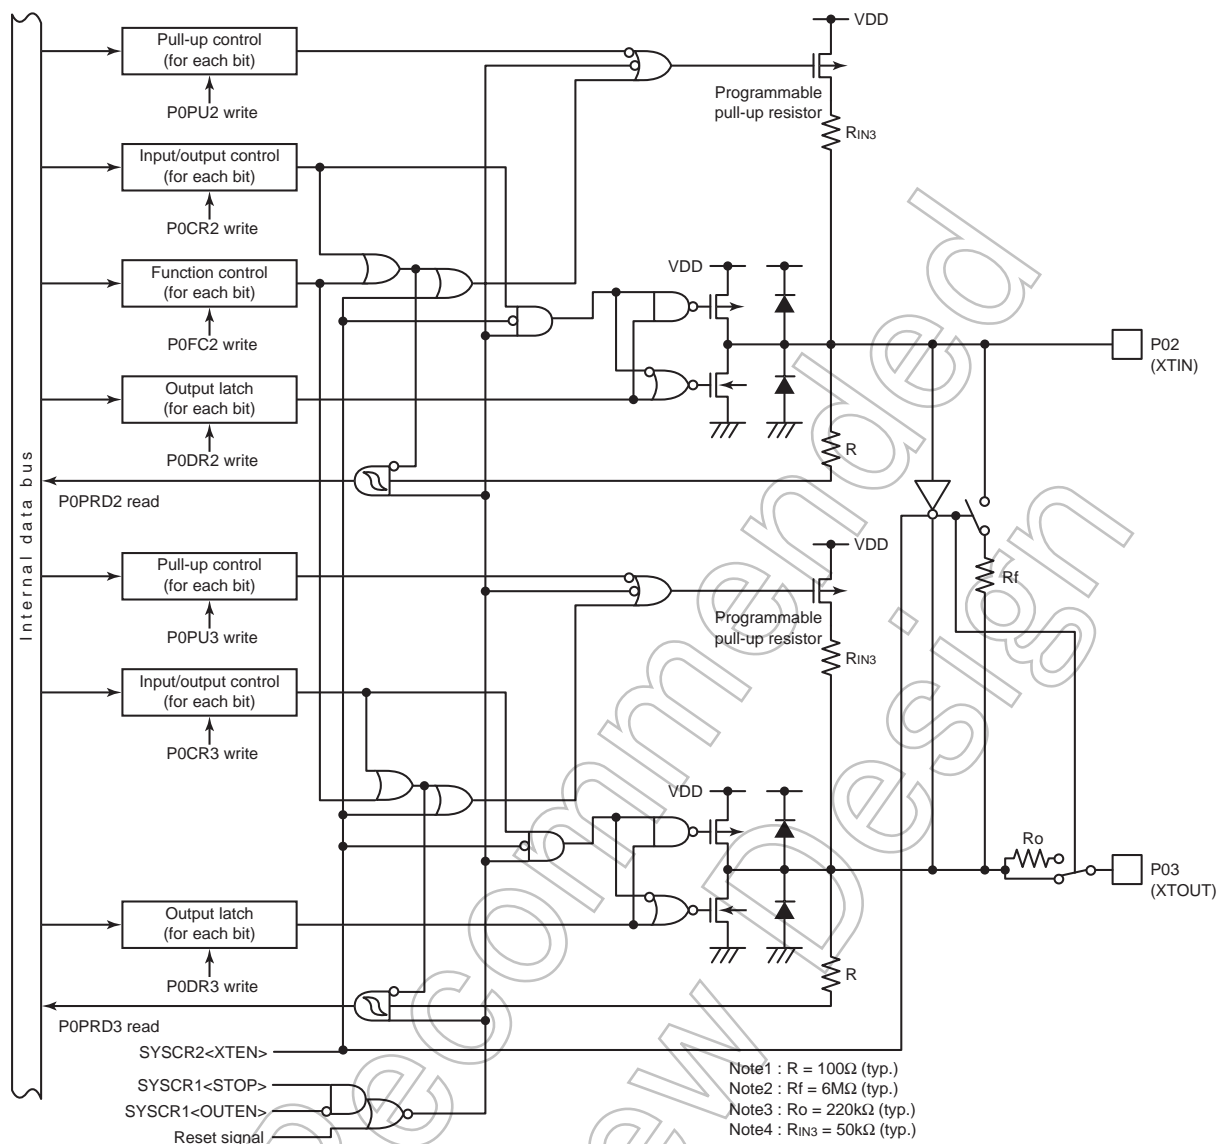 VDD
Pull-up control
(for each bit)
P0PU2 write
Programmable
pull-up resistor
RIN3
Input/output control
(for each bit)
P0CR2 write
Function control
(for each bit)
P0FC2 write
VDD
P02
(XTIN)
Output latch
(for each bit)
P0DR2 write
R
P0PRD2 read
Internal data bus
VDD
Pull-up control
(for each bit)
P0PU3 write
Rf
Programmable
pull-up resistor
RIN3
Input/output control
(for each bit)
P0CR3 write
VDD
Ro
P03
(XTOUT)
Output latch
(for each bit)
P0DR3 write
R
P0PRD3 read
SYSCR2<XTEN>
SYSCR1<STOP>
SYSCR1<OUTEN>
Reset signal
Note1 : R = 100Ω (typ.)
Note2 : Rf = 6MΩ (typ.)
Note3 : Ro = 220kΩ (typ.)
Note4 : RIN3 = 50kΩ (typ.)
Recommended
ew Design